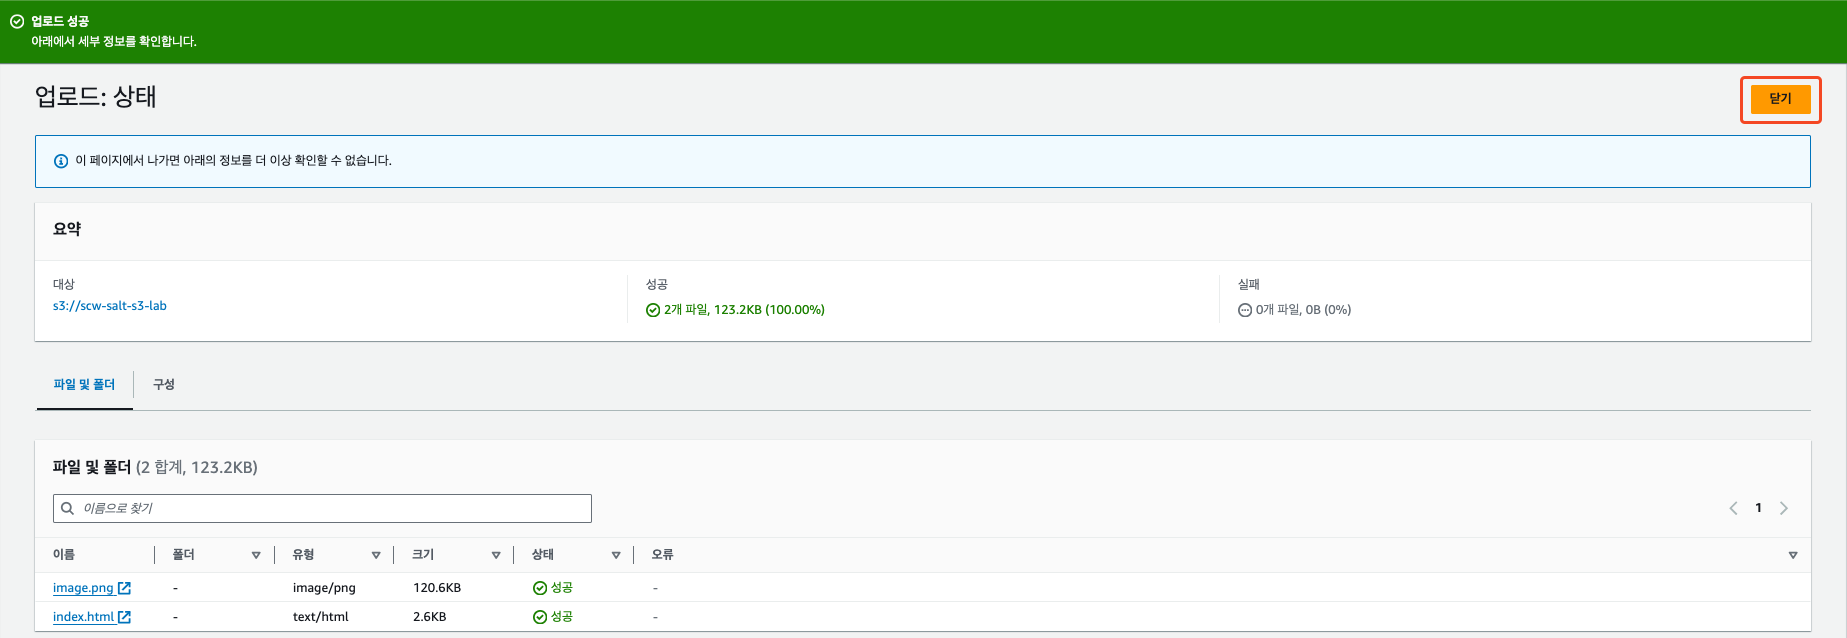 업로드 성공
아래에서 세부 정보를 확인합니다.
업로드: 상태
닫기
이 페이지에서 나가면 아래의 정보를 더 이상 확인할 수 없습니다.
요약
대상
s3://scw-salt-s3-lab
성공
2개 파일, 123.2KB (100.00%)
실패
0개 파일, 0B (0%)
파일 및 폴더 구성
파일 및 폴더 (2 합계, 123.2KB)
이름으로 찾기
1
이름 폴더 유형 크기 상태 오류
image.png - image/png 120.6KB 성공 -
index.html - text/html 2.6KB 성공 -